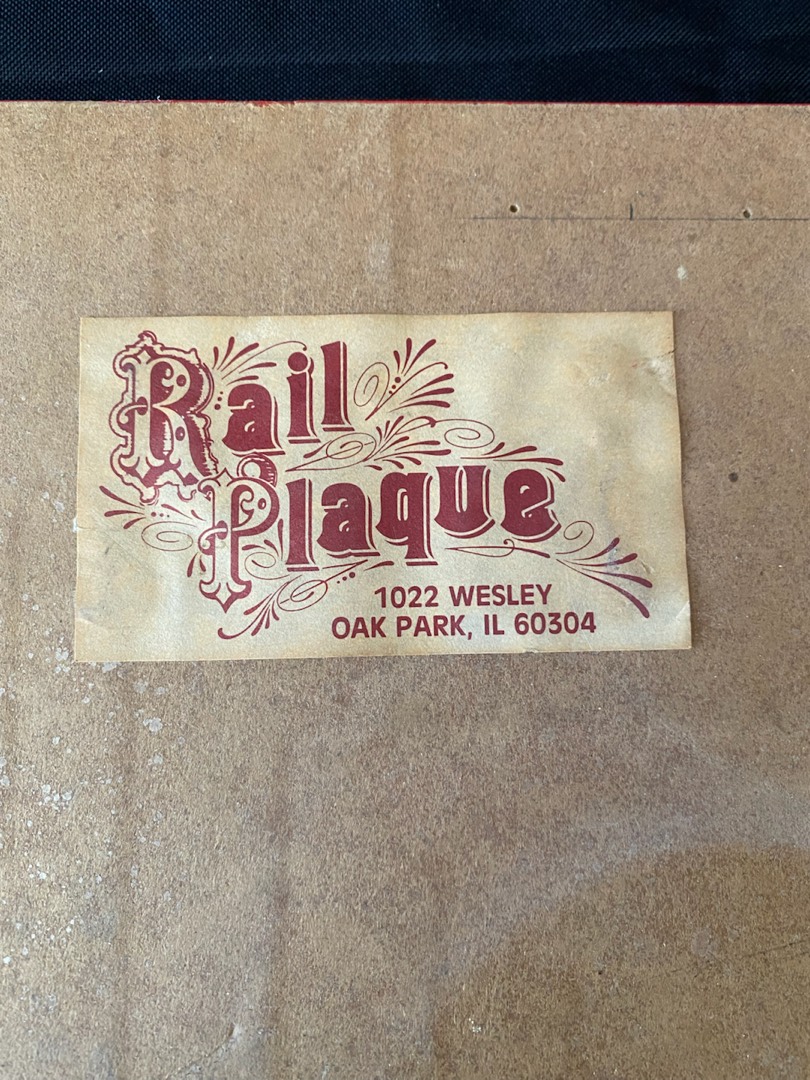 Rail
Plaque
1022 WESLEY
OAK PARK, IL 60304